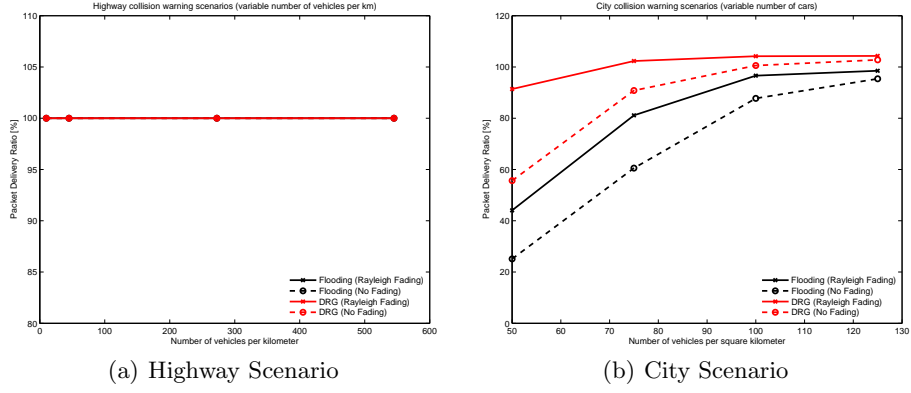 Highway collision warning scenarios (variable number of vehicles per km)
110
105
100
95
90
85
80
Packet Delivery Ratio [%]
0 100 200 300 400 500 600
Number of vehicles per kilometer
Flooding (Rayleigh Fading)
Flooding (No Fading)
DRG (Rayleigh Fading)
DRG (No Fading)
(a) Highway Scenario
City collision warning scenarios (variable number of cars)
120
100
80
60
40
20
0
Packet Delivery Ratio [%]
50 60 70 80 90 100 110 120 130
Number of vehicles per square kilometer
Flooding (Rayleigh Fading)
Flooding (No Fading)
DRG (Rayleigh Fading)
DRG (No Fading)
(b) City Scenario